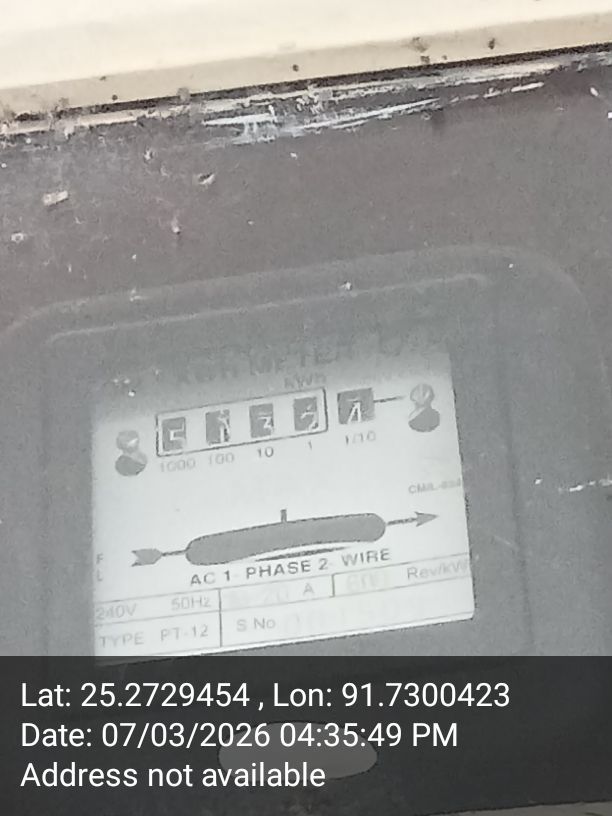 KWH METER
kWh
5 1 3
1000 100 10 1 1/10
F
L
AC 1- PHASE 2- WIRE
240V 50Hz A Rev/kW
TYPE PT-12 S No
Lat: 25.2729454 , Lon: 91.7300423
Date: 07/03/2026 04:35:49 PM
Address not available